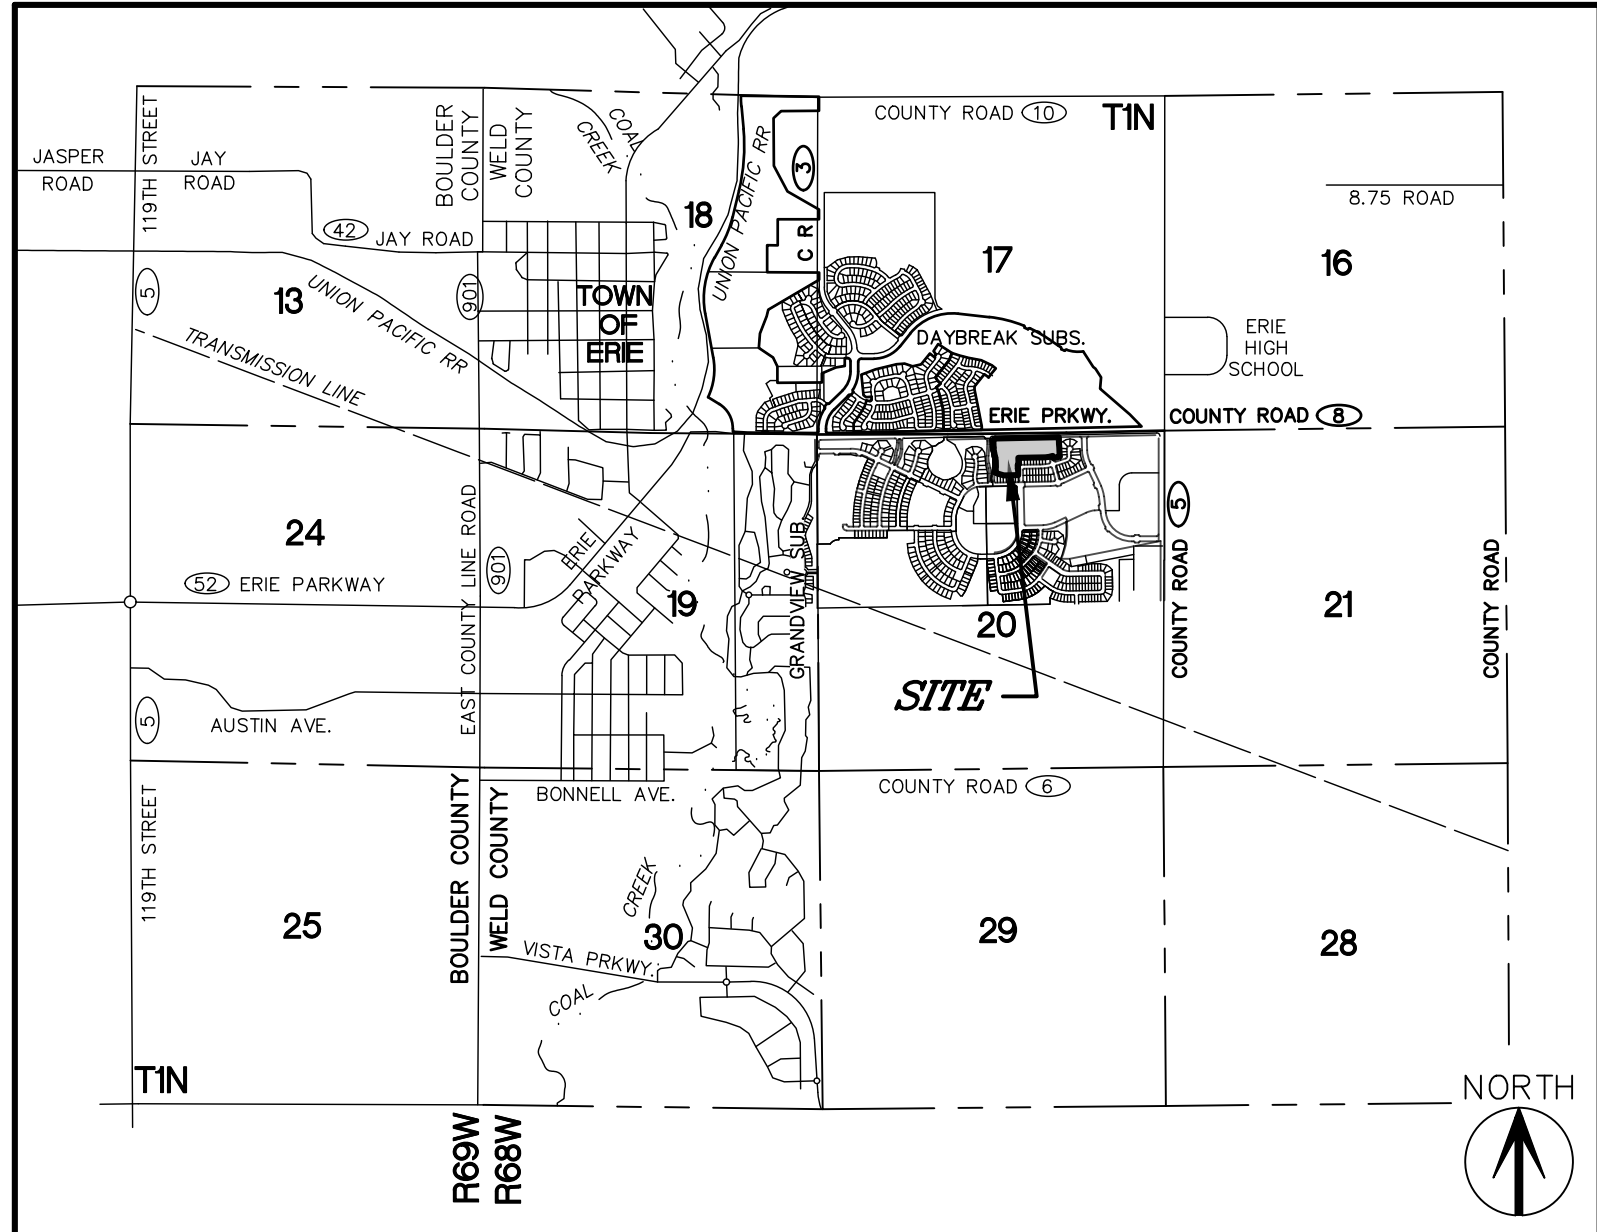 COUNTY ROAD 10
T1N
119TH STREET
BOULDER
COUNTY
WELD
COUNTY
COAL
CREEK
UNION PACIFIC RR
3
C R
JASPER
ROAD
JAY
ROAD
8.75 ROAD
18
42 JAY ROAD
17
16
5
13
UNION PACIFIC RR
901
TOWN
OF
ERIE
TRANSMISSION LINE
DAYBREAK SUBS.
ERIE
HIGH
SCHOOL
ERIE PRKWY.
COUNTY ROAD 8
24
EAST COUNTY LINE ROAD
901
ERIE
PARKWAY
GRANDVIEW SUB
5
COUNTY ROAD
COUNTY ROAD
52 ERIE PARKWAY
19
20
21
SITE
5
AUSTIN AVE.
BONNELL AVE.
COUNTY ROAD 6
119TH STREET
BOULDER COUNTY
WELD COUNTY
CREEK
25
30
29
28
VISTA PRKWY.
COAL
T1N
R69W
R68W
NORTH